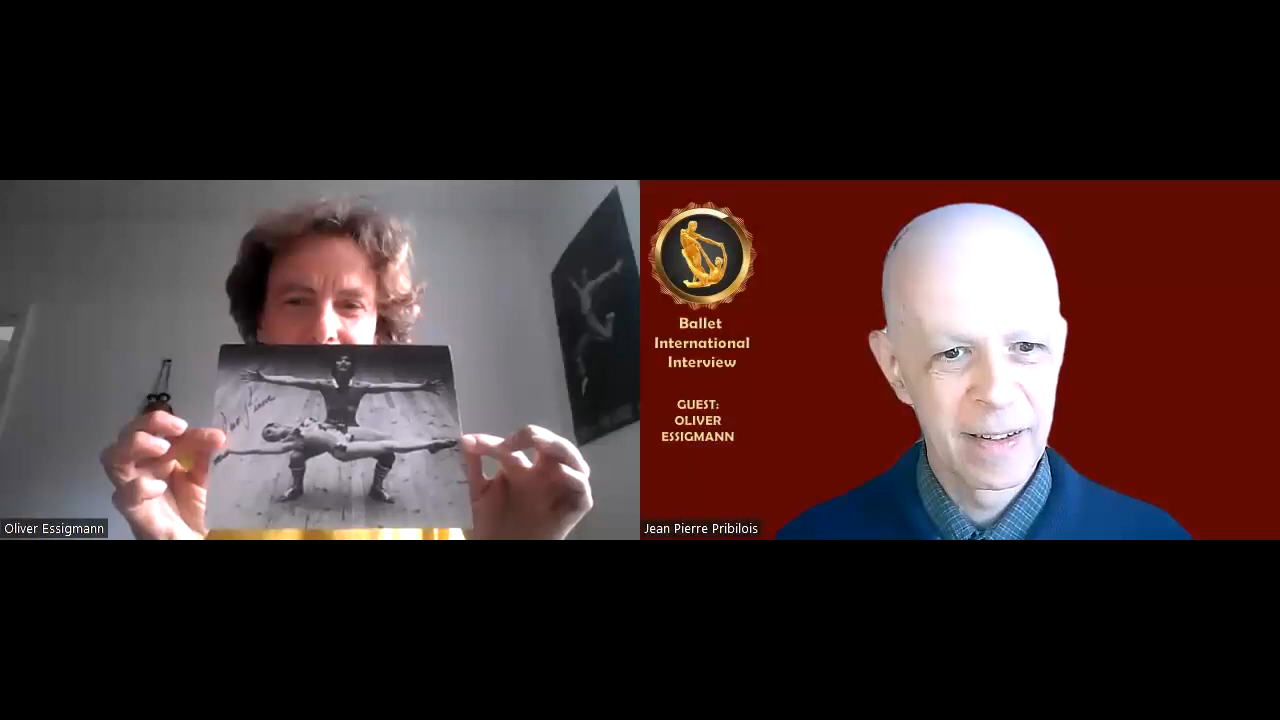 Ballet
International
Interview
GUEST:
OLIVER
ESSIGMANN
Oliver Essigmann
Jean Pierre Pribilois